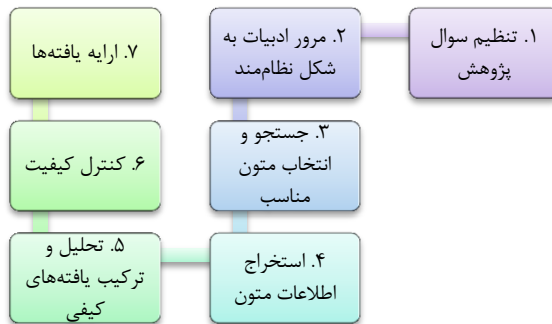 ۱. تنظیم سوال
پژوهش
۲. مرور ادبیات به
شکل نظام‌مند
۳. جستجو و
انتخاب متون
مناسب
۴. استخراج
اطلاعات متون
۵. تحلیل و
ترکیب یافته‌های
کیفی
۶. کنترل کیفیت
۷. ارایه یافته‌ها